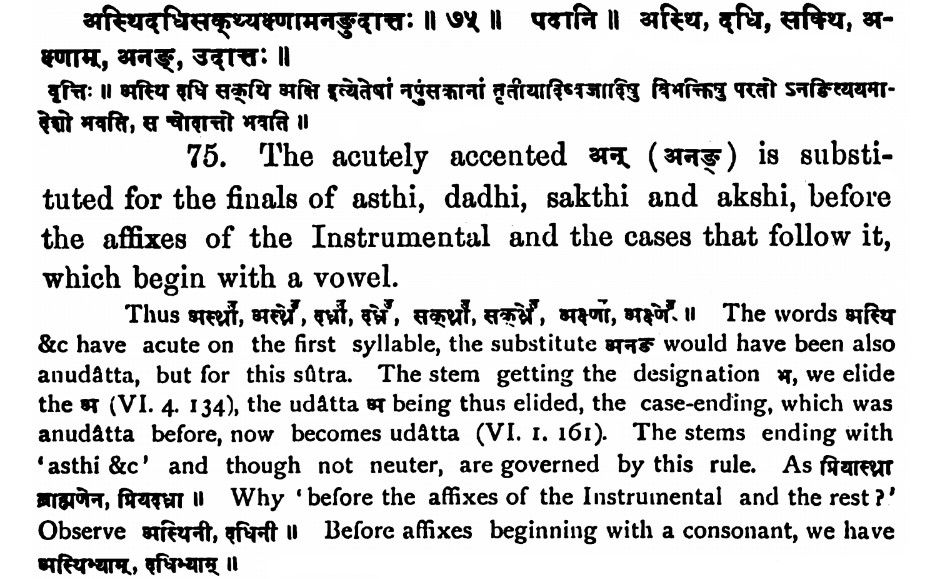 अस्थिदधिसक्थ्यक्ष्णामनङुदात्तः ॥ ७५ ॥ पदानि ॥ अस्थि, दधि, सक्थि, अ-
क्ष्णाम्, अनङ्, उदात्तः ॥
वृत्तिः ॥ अस्थि दधि सक्थि अक्षि इत्येतेषां नपुंसकानां तृतीयादिष्वजादिषु विभक्तिषु परतो ऽनङित्ययमा-
देशो भवति, स चोदात्तो भवति ॥
75. The acutely accented अन् (अनङ्) is substi-
tuted for the finals of asthi, dadhi, sakthi and akshi, before
the affixes of the Instrumental and the cases that follow it,
which begin with a vowel.
Thus अस्थ्नाँ, अस्थ्नेँ, दध्नाँ, दध्नेँ, सक्थ्नाँ, सक्थ्नेँ, अक्ष्णाँ, अक्ष्णेँ ॥ The words अस्थि
&c have acute on the first syllable, the substitute अनङ would have been also
anudâtta, but for this sûtra. The stem getting the designation भ, we elide
the अ (VI. 4. 134), the udâtta अ being thus elided, the case-ending, which was
anudâtta before, now becomes udâtta (VI. 1. 161). The stems ending with
‘asthi &c’ and though not neuter, are governed by this rule. As प्रियास्थ्ना
ब्राह्मणेन, प्रियदध्ना ॥ Why ‘before the affixes of the Instrumental and the rest?’
Observe अस्थिनी, दधिनी ॥ Before affixes beginning with a consonant, we have
अस्थिभ्याम्, दधिभ्याम् ॥